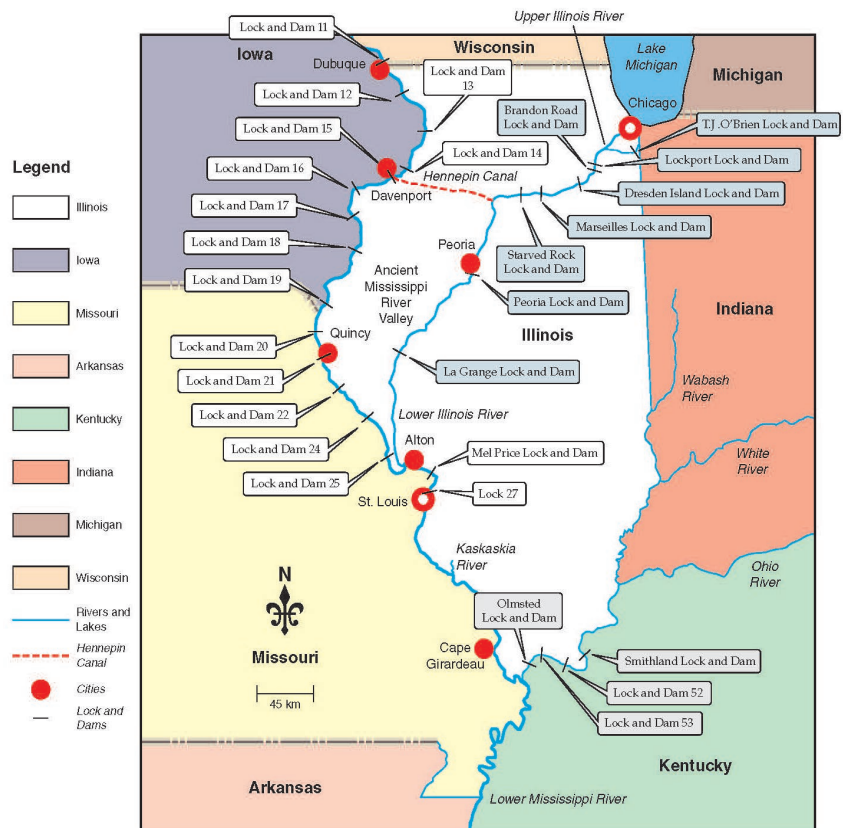 Upper Illinois River
Lock and Dam 11
Iowa
Wisconsin
Lake
Michigan
Michigan
Dubuque
Lock and Dam
13
Lock and Dam 12
Chicago
Brandon Road
Lock and Dam
T.J .O'Brien Lock and Dam
Lock and Dam 15
Lock and Dam 14
Lockport Lock and Dam
Legend
Lock and Dam 16
Hennepin Canal
Dresden Island Lock and Dam
Davenport
Illinois
Lock and Dam 17
Marseilles Lock and Dam
Lock and Dam 18
Peoria
Starved Rock
Lock and Dam
Iowa
Ancient
Mississippi
River
Valley
Lock and Dam 19
Peoria Lock and Dam
Indiana
Missouri
Quincy
Illinois
Lock and Dam 20
Arkansas
Lock and Dam 21
La Grange Lock and Dam
Wabash
River
Kentucky
Lock and Dam 22
Lower Illinois River
Lock and Dam 24
Alton
Mel Price Lock and Dam
White
River
Indiana
Lock and Dam 25
Lock 27
St. Louis
Michigan
Kaskaskia
River
Ohio
River
Wisconsin
N
Olmsted
Lock and Dam
Rivers and
Lakes
Hennepin
Canal
Missouri
Cape
Girardeau
Smithland Lock and Dam
Cities
45 km
Lock and Dam 52
Lock and
Dams
Lock and Dam 53
Kentucky
Arkansas
Lower Mississippi River